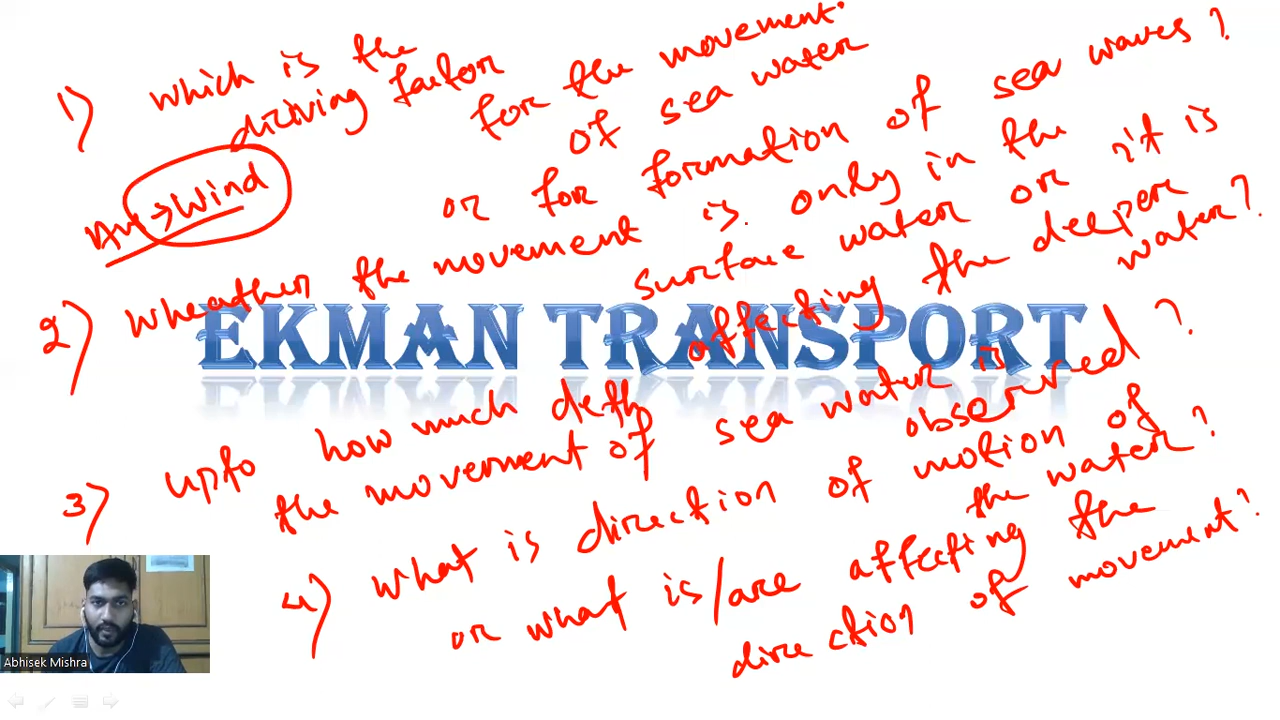 1) which is the
driving factor for the movement
of sea water
or for formation of sea waves?
Ans → Wind
2) wheather the movement is only in the
surface water or it is
affecting the deeper
water?
EKMAN TRANSPORT
3) upto how much deth
the movement of sea water is
observed ?
4) what is direction of motion of
the water?
or what is/are affecting the
direction of movement?
Abhisek Mishra